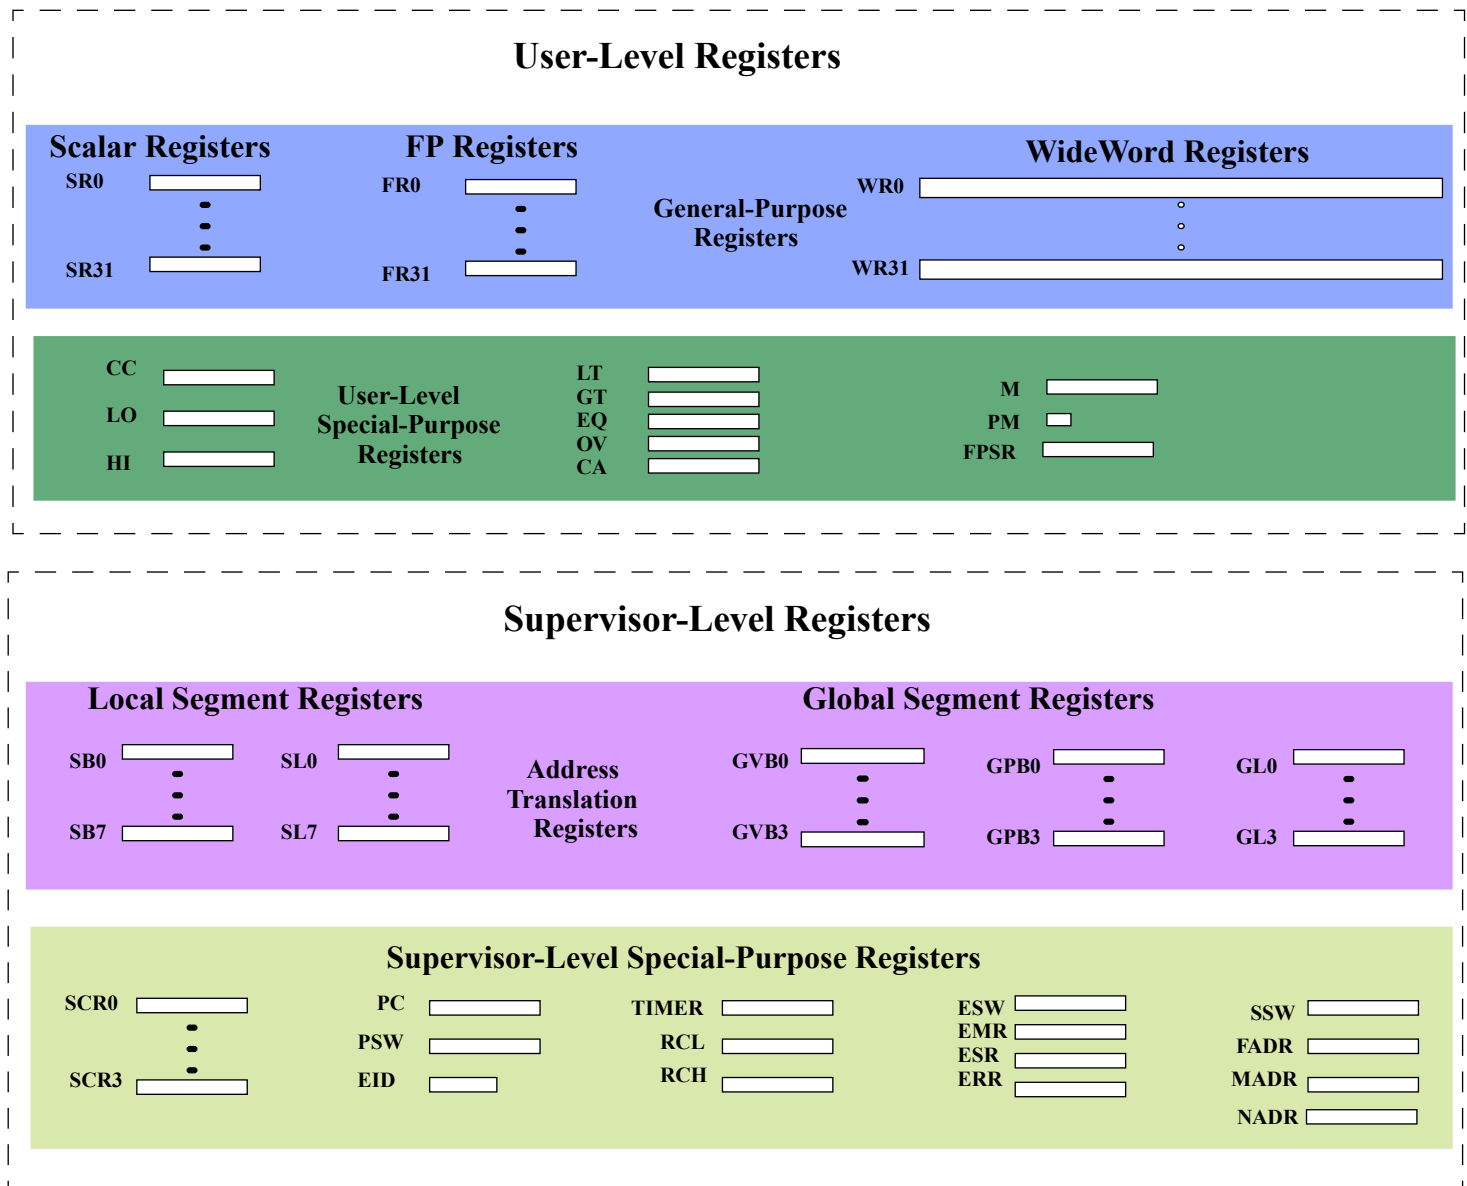 User-Level Registers
Scalar Registers
SR0
SR31
FP Registers
FR0
FR31
General-Purpose
Registers
WideWord Registers
WR0
WR31
CC
LO
HI
User-Level
Special-Purpose
Registers
LT
GT
EQ
OV
CA
M
PM
FPSR
Supervisor-Level Registers
Local Segment Registers
SB0
SB7
SL0
SL7
Address
Translation
Registers
Global Segment Registers
GVB0
GVB3
GPB0
GPB3
GL0
GL3
Supervisor-Level Special-Purpose Registers
SCR0
SCR3
PC
PSW
EID
TIMER
RCL
RCH
ESW
EMR
ESR
ERR
SSW
FADR
MADR
NADR